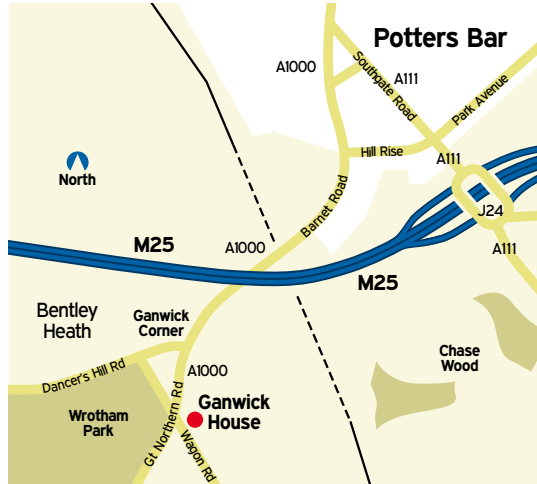 Potters Bar
A1000
A111
Southgate Road
Park Avenue
Hill Rise
A111
North
Barnet Road
J24
A1000
M25
A111
M25
Bentley
Heath
Ganwick
Corner
Chase
Wood
Dancer's Hill Rd
A1000
Ganwick
House
Wrotham
Park
Gt Northern Rd
Wagon Rd